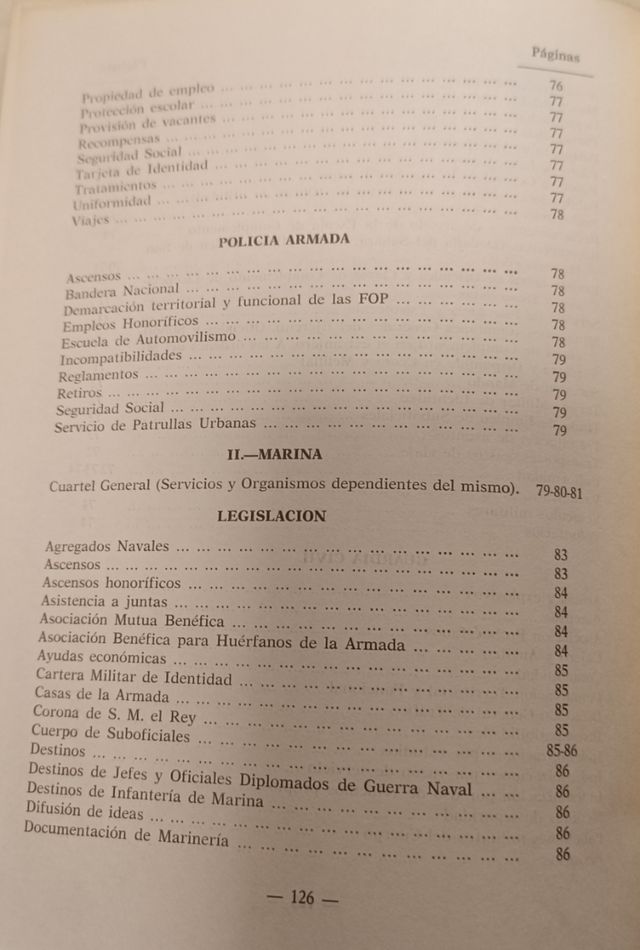 Páginas
Propiedad de empleo ... ... ... ... ... ... ... ... ... ... ... ... ... ... ... 76
Protección escolar ... ... ... ... ... ... ... ... ... ... ... ... ... ... ... ... 77
Provisión de vacantes ... ... ... ... ... ... ... ... ... ... ... ... ... ... ... 77
Recompensas ... ... ... ... ... ... ... ... ... ... ... ... ... ... ... ... ... 77
Seguridad Social ... ... ... ... ... ... ... ... ... ... ... ... ... ... ... ... 77
Tarjeta de Identidad ... ... ... ... ... ... ... ... ... ... ... ... ... ... ... 77
Tratamientos ... ... ... ... ... ... ... ... ... ... ... ... ... ... ... ... ... 77
Uniformidad ... ... ... ... ... ... ... ... ... ... ... ... ... ... ... ... ... 77
Viajes ... ... ... ... ... ... ... ... ... ... ... ... ... ... ... ... ... ... ... 78
POLICIA ARMADA
Ascensos ... ... ... ... ... ... ... ... ... ... ... ... ... ... ... ... ... ... 78
Bandera Nacional ... ... ... ... ... ... ... ... ... ... ... ... ... ... ... 78
Demarcación territorial y funcional de las FOP ... ... ... ... ... 78
Empleos Honoríficos ... ... ... ... ... ... ... ... ... ... ... ... ... ... 78
Escuela de Automovilismo ... ... ... ... ... ... ... ... ... ... ... ... 78
Incompatibilidades ... ... ... ... ... ... ... ... ... ... ... ... ... ... ... 79
Reglamentos ... ... ... ... ... ... ... ... ... ... ... ... ... ... ... ... ... 79
Retiros ... ... ... ... ... ... ... ... ... ... ... ... ... ... ... ... ... ... ... 79
Seguridad Social ... ... ... ... ... ... ... ... ... ... ... ... ... ... ... ... 79
Servicio de Patrullas Urbanas ... ... ... ... ... ... ... ... ... ... ... 79
II.—MARINA
Cuartel General (Servicios y Organismos dependientes del mismo). 79-80-81
LEGISLACION
Agregados Navales ... ... ... ... ... ... ... ... ... ... ... ... ... ... ... 83
Ascensos ... ... ... ... ... ... ... ... ... ... ... ... ... ... ... ... ... ... 83
Ascensos honoríficos ... ... ... ... ... ... ... ... ... ... ... ... ... ... 84
Asistencia a juntas ... ... ... ... ... ... ... ... ... ... ... ... ... ... ... 84
Asociación Mutua Benéfica ... ... ... ... ... ... ... ... ... ... ... ... 84
Asociación Benéfica para Huérfanos de la Armada ... ... ... ... 84
Ayudas económicas ... ... ... ... ... ... ... ... ... ... ... ... ... ... ... 85
Cartera Militar de Identidad ... ... ... ... ... ... ... ... ... ... ... ... 85
Casas de la Armada ... ... ... ... ... ... ... ... ... ... ... ... ... ... ... 85
Corona de S. M. el Rey ... ... ... ... ... ... ... ... ... ... ... ... ... 85
Cuerpo de Suboficiales ... ... ... ... ... ... ... ... ... ... ... ... ... ... 85-86
Destinos ... ... ... ... ... ... ... ... ... ... ... ... ... ... ... ... ... ... 86
Destinos de Jefes y Oficiales Diplomados de Guerra Naval ... ... 86
Destinos de Infantería de Marina ... ... ... ... ... ... ... ... ... ... 86
Difusión de ideas ... ... ... ... ... ... ... ... ... ... ... ... ... ... ... 86
Documentación de Marinería ... ... ... ... ... ... ... ... ... ... ... ... 86
— 126 —